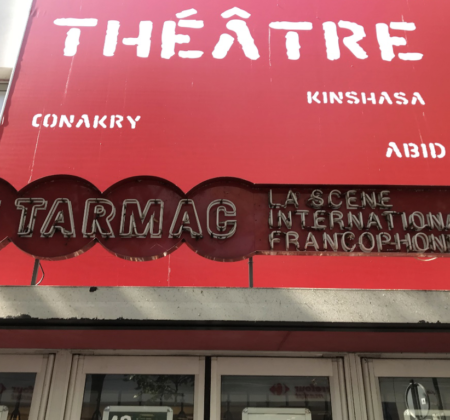 THÉÂTRE
KINSHASA
CONAKRY
ABID
TARMAC
LA SCENE
INTERNATIONA
FRANCOPHON